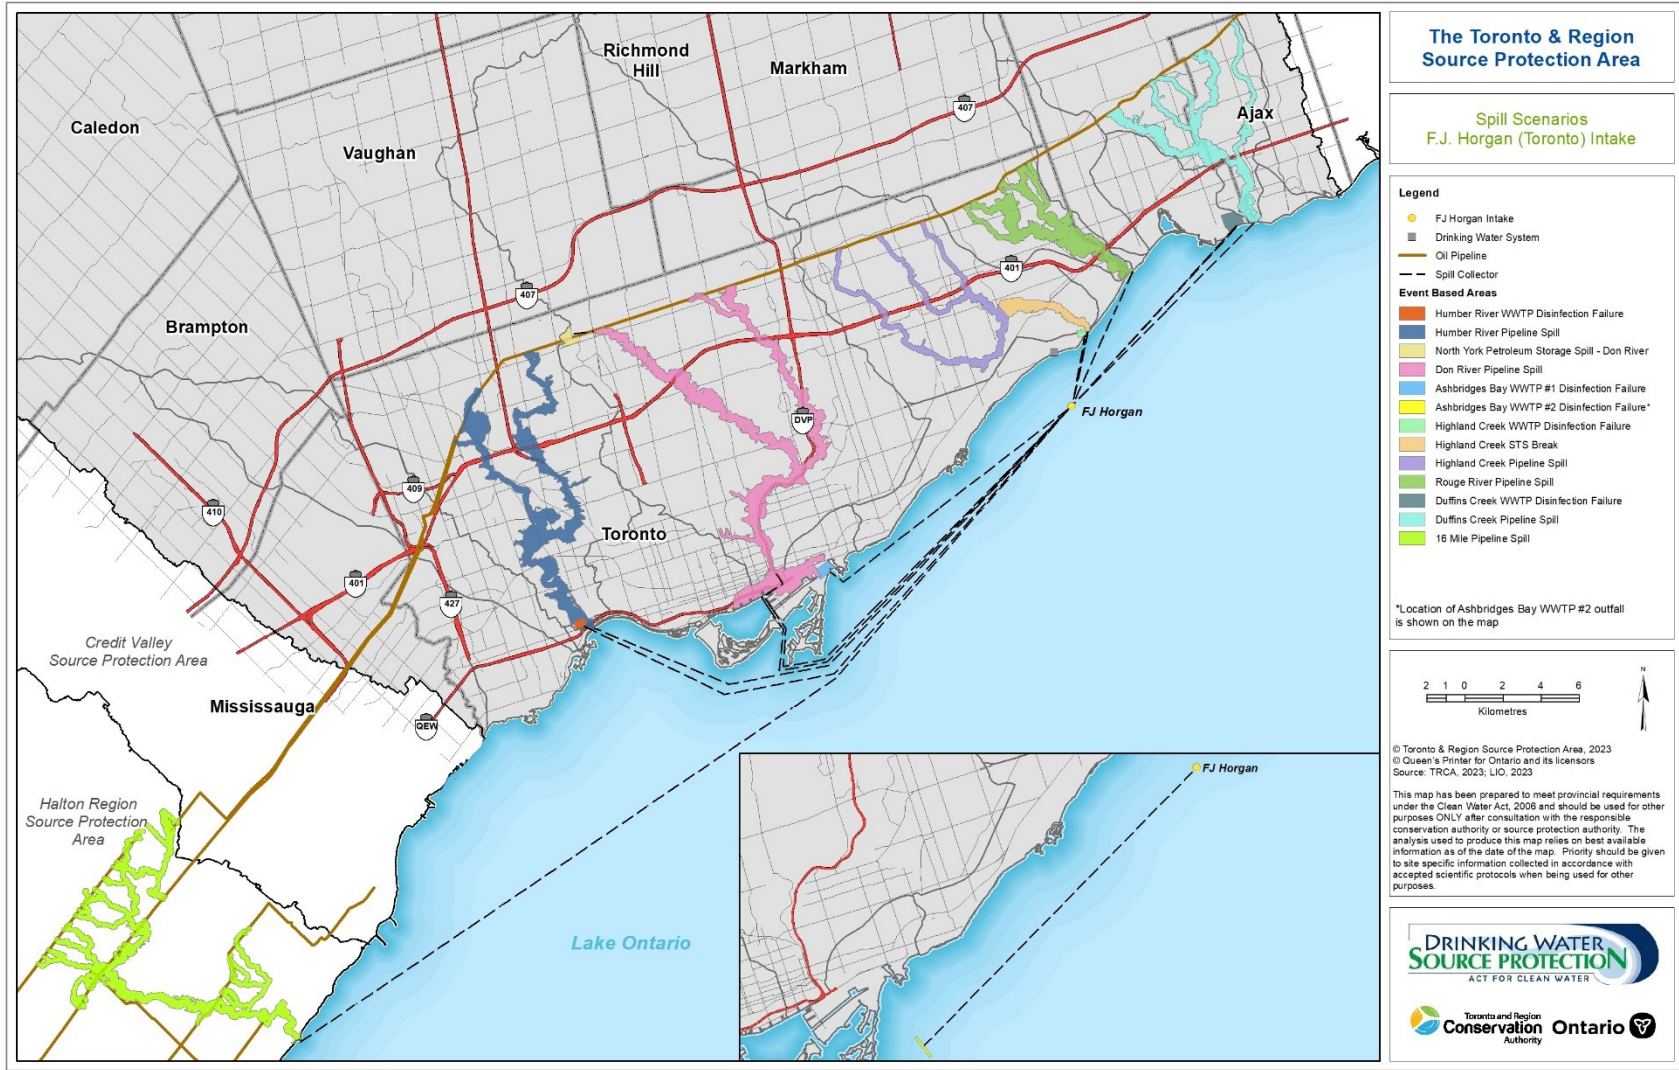 The Toronto & Region
Source Protection Area
Spill Scenarios
F.J. Horgan (Toronto) Intake
Legend
FJ Horgan Intake
Drinking Water System
Oil Pipeline
Spill Collector
Event Based Areas
Humber River WWTP Disinfection Failure
Humber River Pipeline Spill
North York Petroleum Storage Spill - Don River
Don River Pipeline Spill
Ashbridges Bay WWTP #1 Disinfection Failure
Ashbridges Bay WWTP #2 Disinfection Failure*
Highland Creek WWTP Disinfection Failure
Highland Creek STS Break
Highland Creek Pipeline Spill
Rouge River Pipeline Spill
Duffins Creek WWTP Disinfection Failure
Duffins Creek Pipeline Spill
16 Mile Pipeline Spill
*Location of Ashbridges Bay WWTP #2 outfall
is shown on the map
N
2 1 0 2 4 6
Kilometres
© Toronto & Region Source Protection Area, 2023
© Queen's Printer for Ontario and its licensors
Source: TRCA, 2023; LIO, 2023
This map has been prepared to meet provincial requirements
under the Clean Water Act, 2006 and should be used for other
purposes ONLY after consultation with the responsible
conservation authority or source protection authority. The
analysis used to produce this map relies on best available
information as of the date of the map. Priority should be given
to site specific information collected in accordance with
accepted scientific protocols when being used for other
purposes.
DRINKING WATER
SOURCE PROTECTION
ACT FOR CLEAN WATER
Toronto and Region
Conservation
Authority
Ontario
Richmond
Hill
Markham
407
Ajax
Caledon
Vaughan
401
407
Brampton
FJ Horgan
DVP
409
410
Toronto
401
427
Credit Valley
Source Protection Area
Mississauga
QEW
Halton Region
Source Protection
Area
Lake Ontario
FJ Horgan